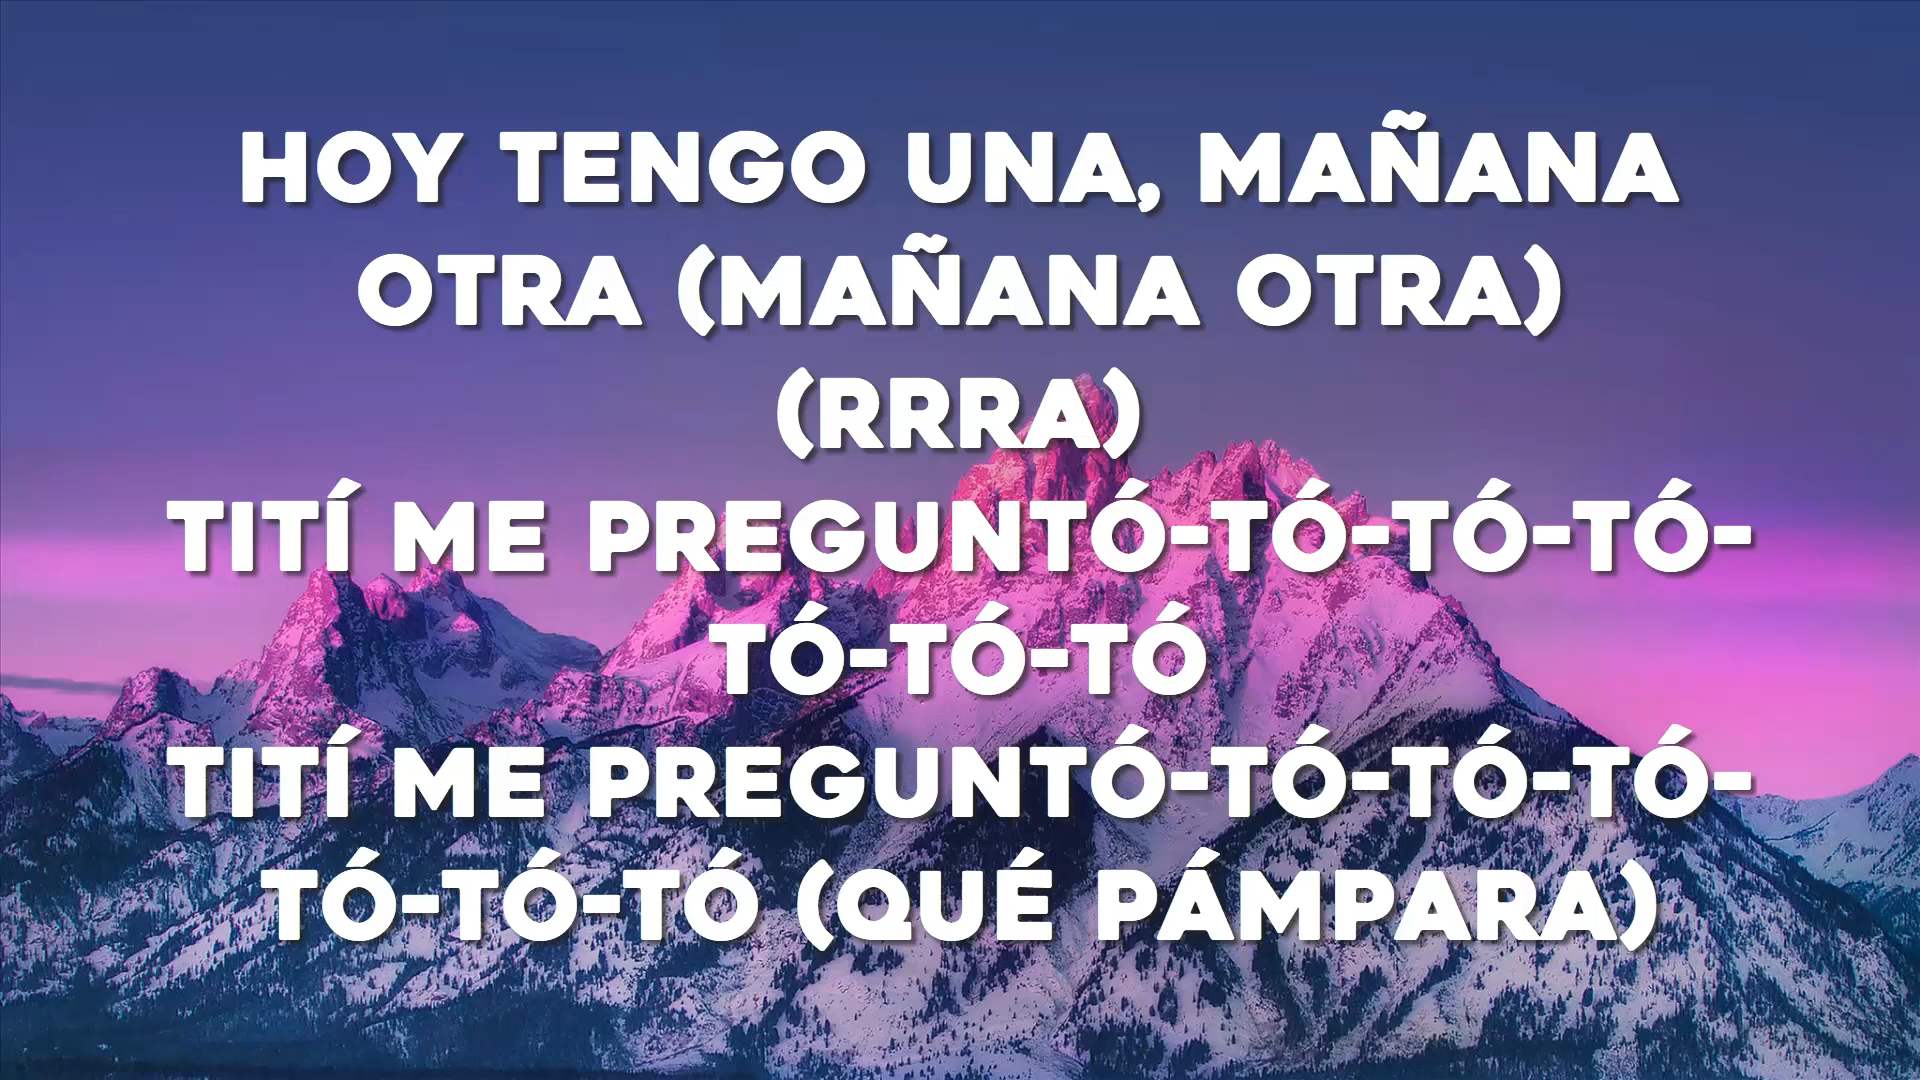 HOY TENGO UNA, MAÑANA
OTRA (MAÑANA OTRA)
(RRRA)
TITÍ ME PREGUNTÓ-TÓ-TÓ-TÓ-
TÓ-TÓ-TÓ
TITÍ ME PREGUNTÓ-TÓ-TÓ-TÓ-
TÓ-TÓ-TÓ (QUÉ PÁMPARA)